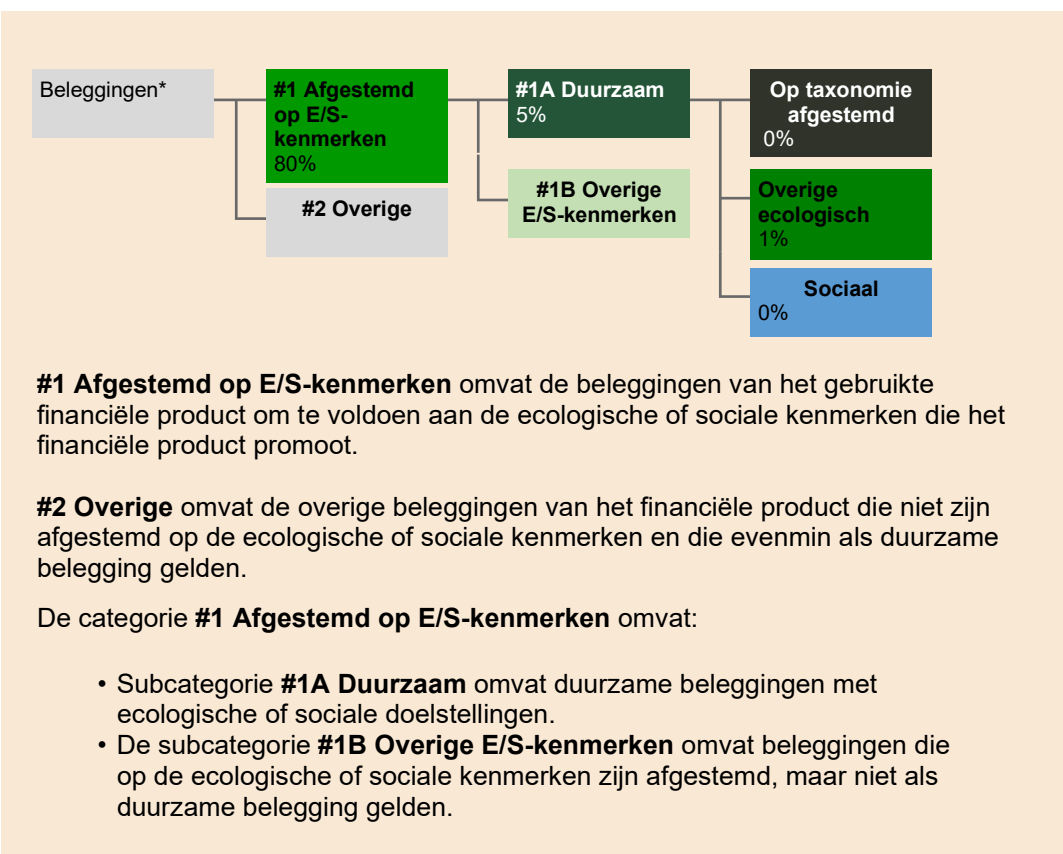 Beleggingen*
#1 Afgestemd
op E/S-
kenmerken
80%
#2 Overige
#1A Duurzaam
5%
#1B Overige
E/S-kenmerken
Op taxonomie
afgestemd
0%
Overige
ecologisch
1%
Sociaal
0%
#1 Afgestemd op E/S-kenmerken omvat de beleggingen van het gebruikte
financiële product om te voldoen aan de ecologische of sociale kenmerken die het
financiële product promoot.
#2 Overige omvat de overige beleggingen van het financiële product die niet zijn
afgestemd op de ecologische of sociale kenmerken en die evenmin als duurzame
belegging gelden.
De categorie #1 Afgestemd op E/S-kenmerken omvat:
• Subcategorie #1A Duurzaam omvat duurzame beleggingen met
ecologische of sociale doelstellingen.
• De subcategorie #1B Overige E/S-kenmerken omvat beleggingen die
op de ecologische of sociale kenmerken zijn afgestemd, maar niet als
duurzame belegging gelden.